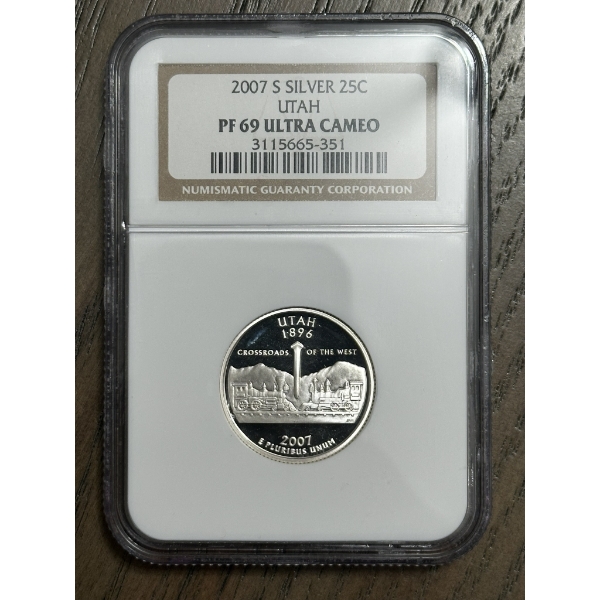 2007 S SILVER 25C
UTAH
PF 69 ULTRA CAMEO
3115665-351
NUMISMATIC GUARANTY CORPORATION
UTAH
1896
CROSSROADS OF THE WEST
2007
E PLURIBUS UNUM